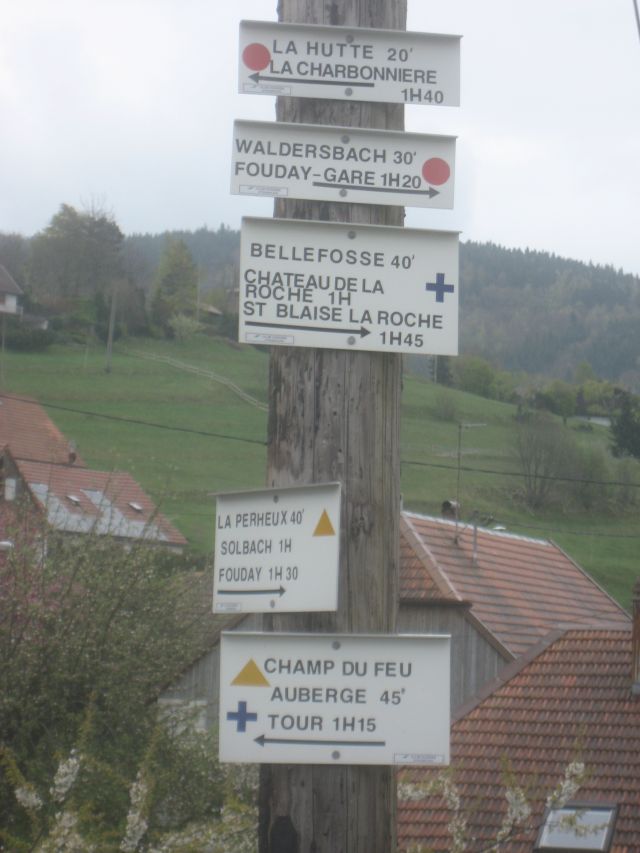 LA HUTTE 20'
LA CHARBONNIERE
1H40
WALDERSBACH 30'
FOUDAY-GARE 1H20
BELLEFOSSE 40'
CHATEAU DE LA
ROCHE 1H
ST BLAISE LA ROCHE
1H45
LA PERHEUX 40'
SOLBACH 1H
FOUDAY 1H30
CHAMP DU FEU
AUBERGE 45'
TOUR 1H15